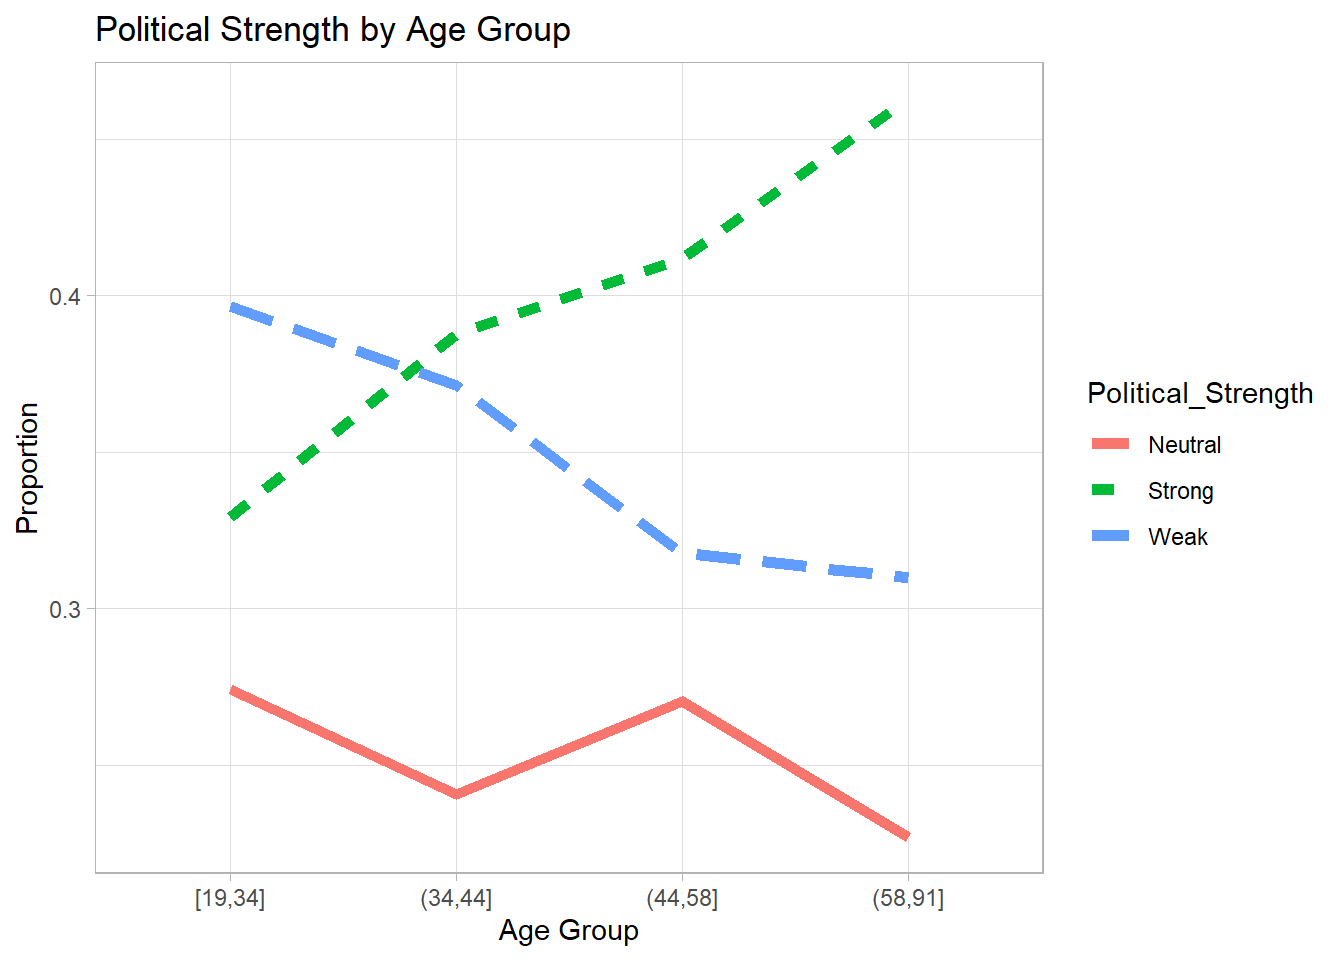 Political Strength by Age Group
Proportion
0.4
0.3
[19,34]
(34,44]
(44,58]
(58,91]
Age Group
Political_Strength
Neutral
Strong
Weak